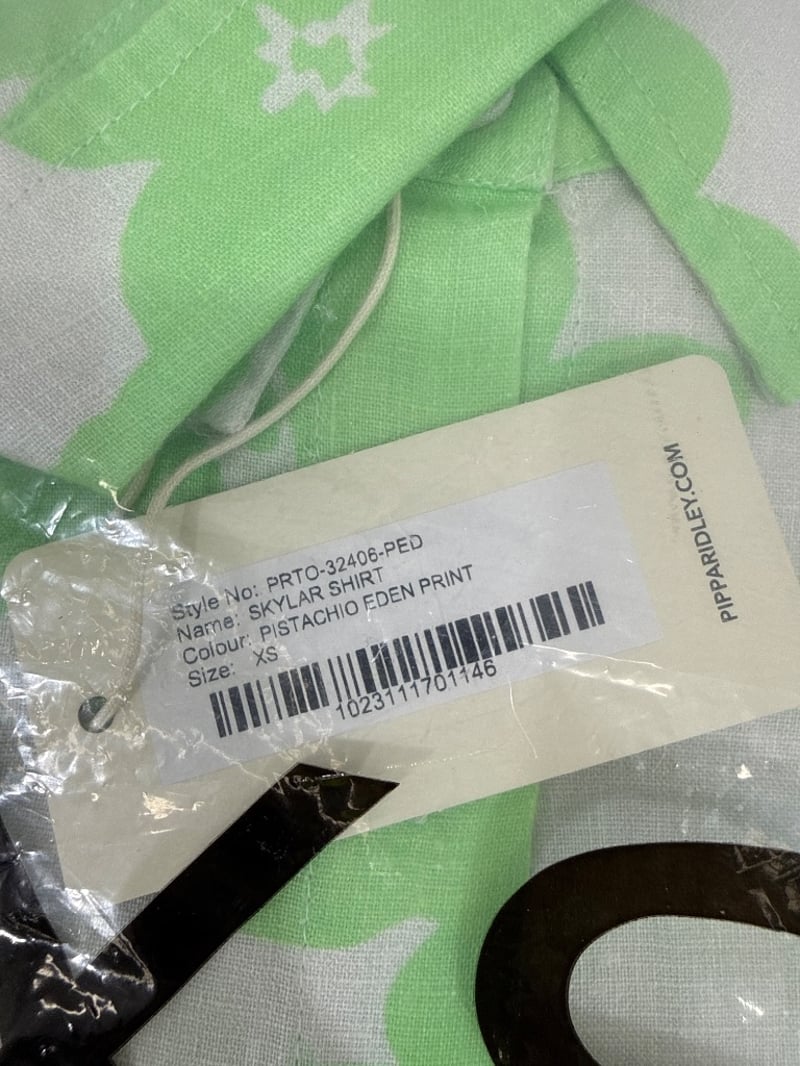 Style No: PRTO-32406-PED
Name: SKYLAR SHIRT
Colour: PISTACHIO EDEN PRINT
Size: XS
1023111701146
PIPPARIDLEY.COM